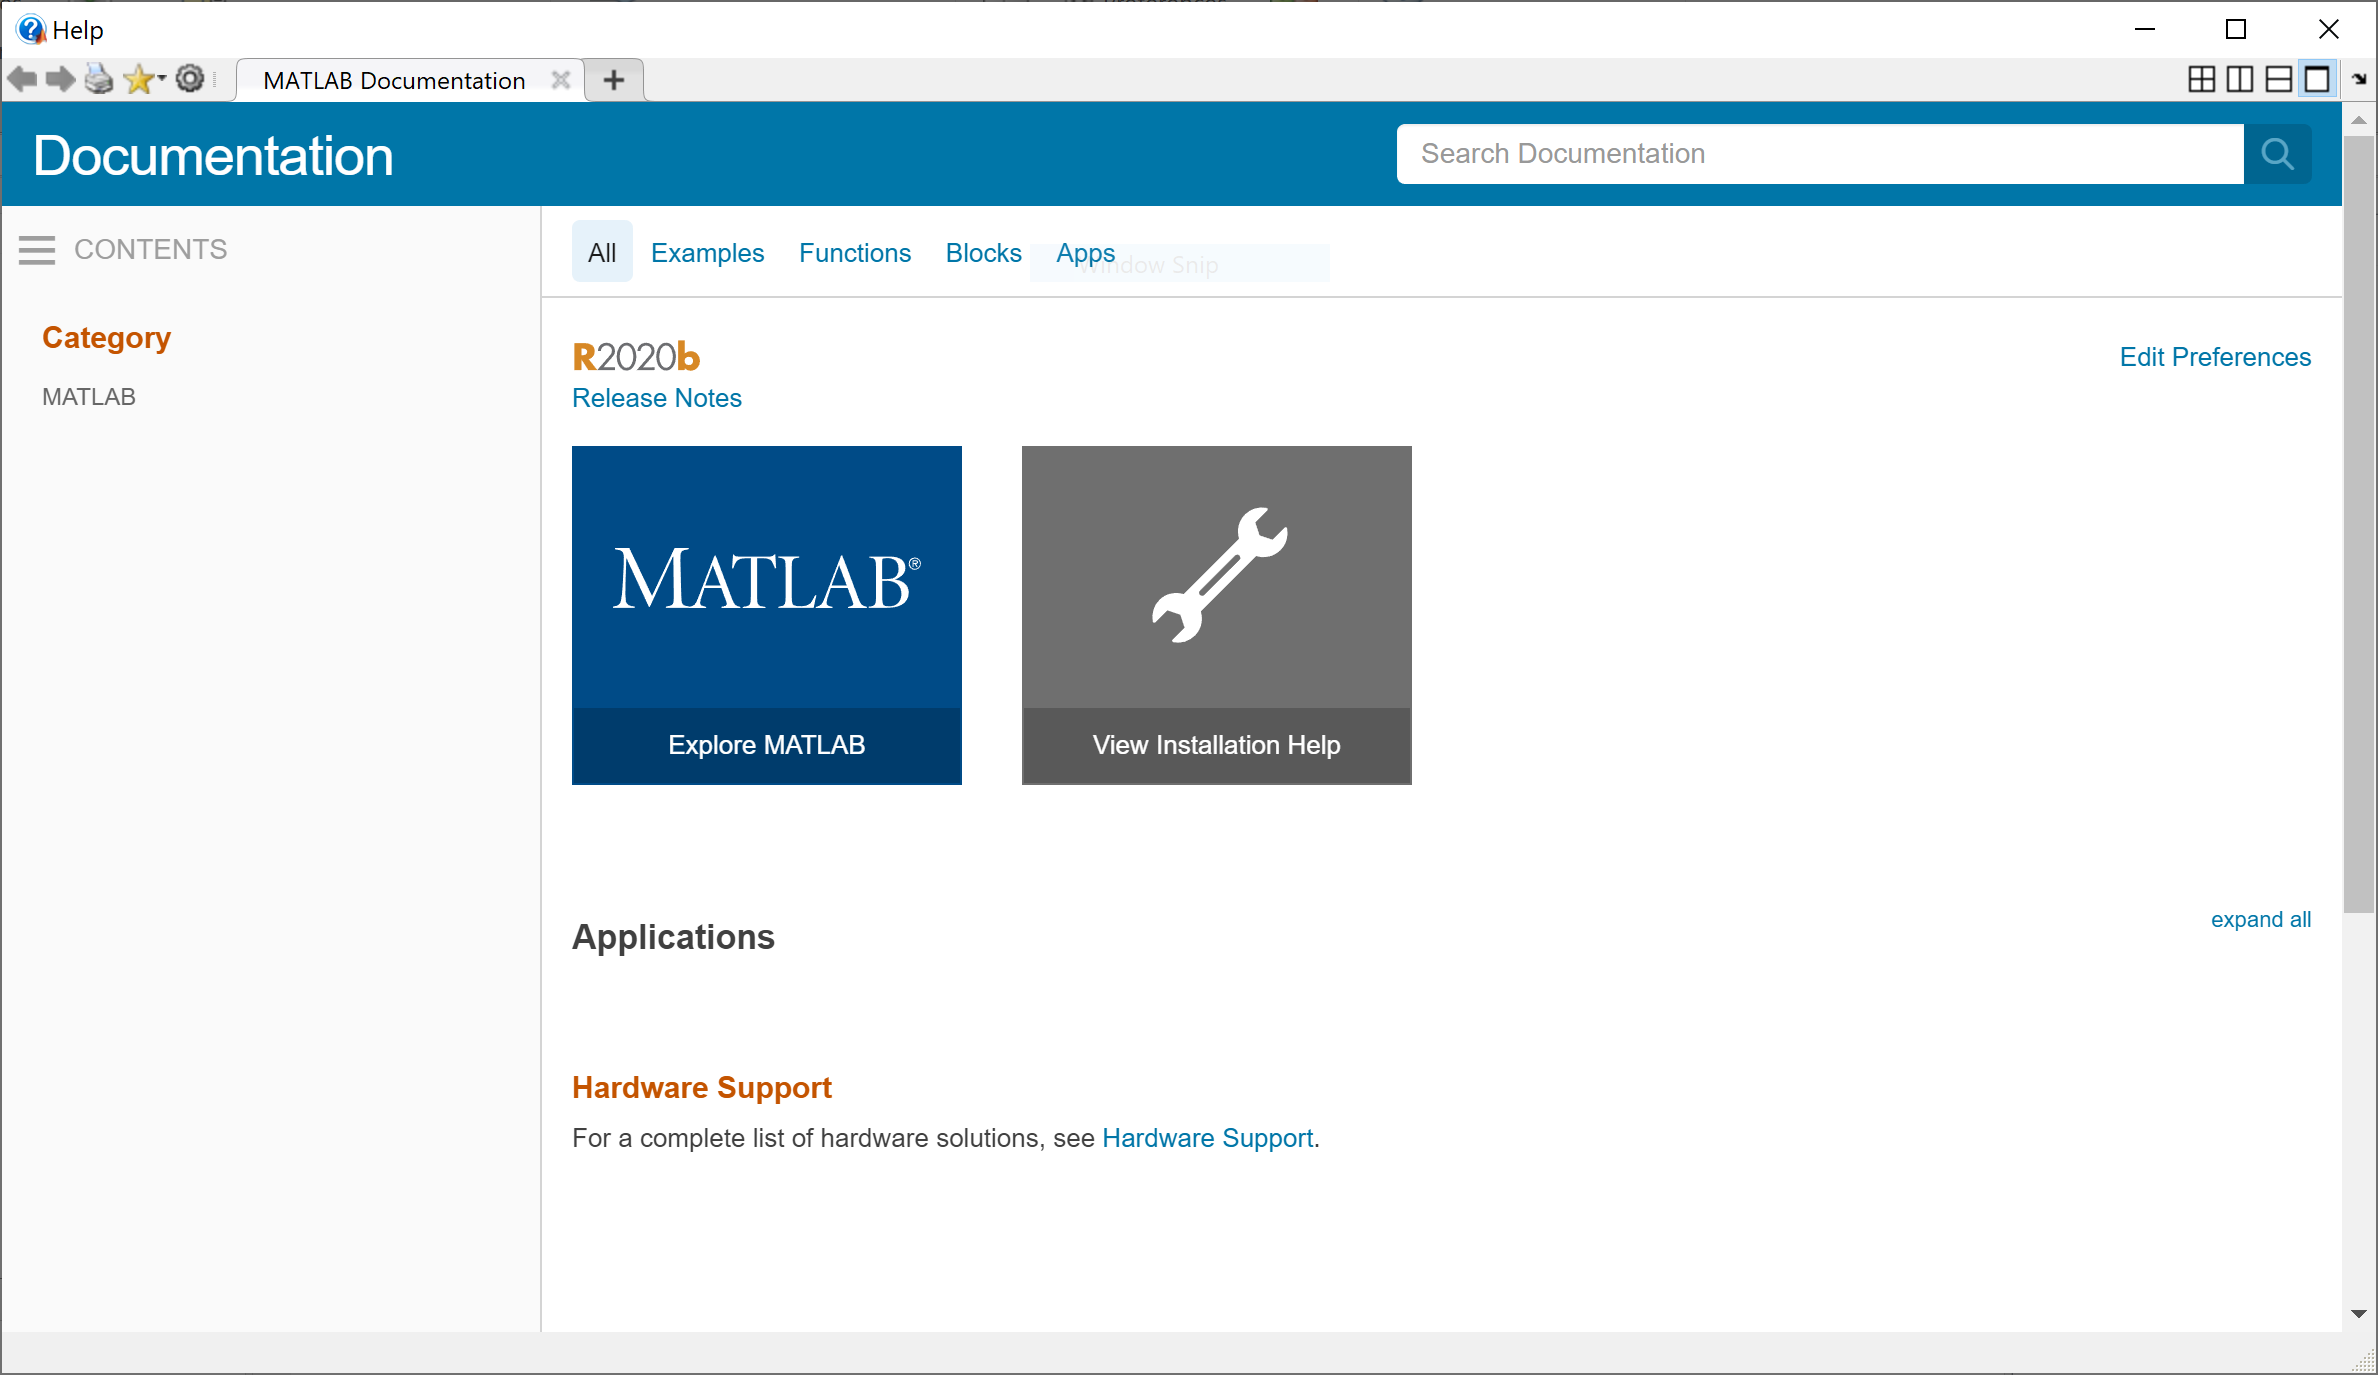 Help
MATLAB Documentation
Documentation
Search Documentation
CONTENTS
All Examples Functions Blocks Apps
Window Snip
Category
MATLAB
R2020b
Edit Preferences
Release Notes
MATLAB®
Explore MATLAB
View Installation Help
Applications
expand all
Hardware Support
For a complete list of hardware solutions, see Hardware Support.